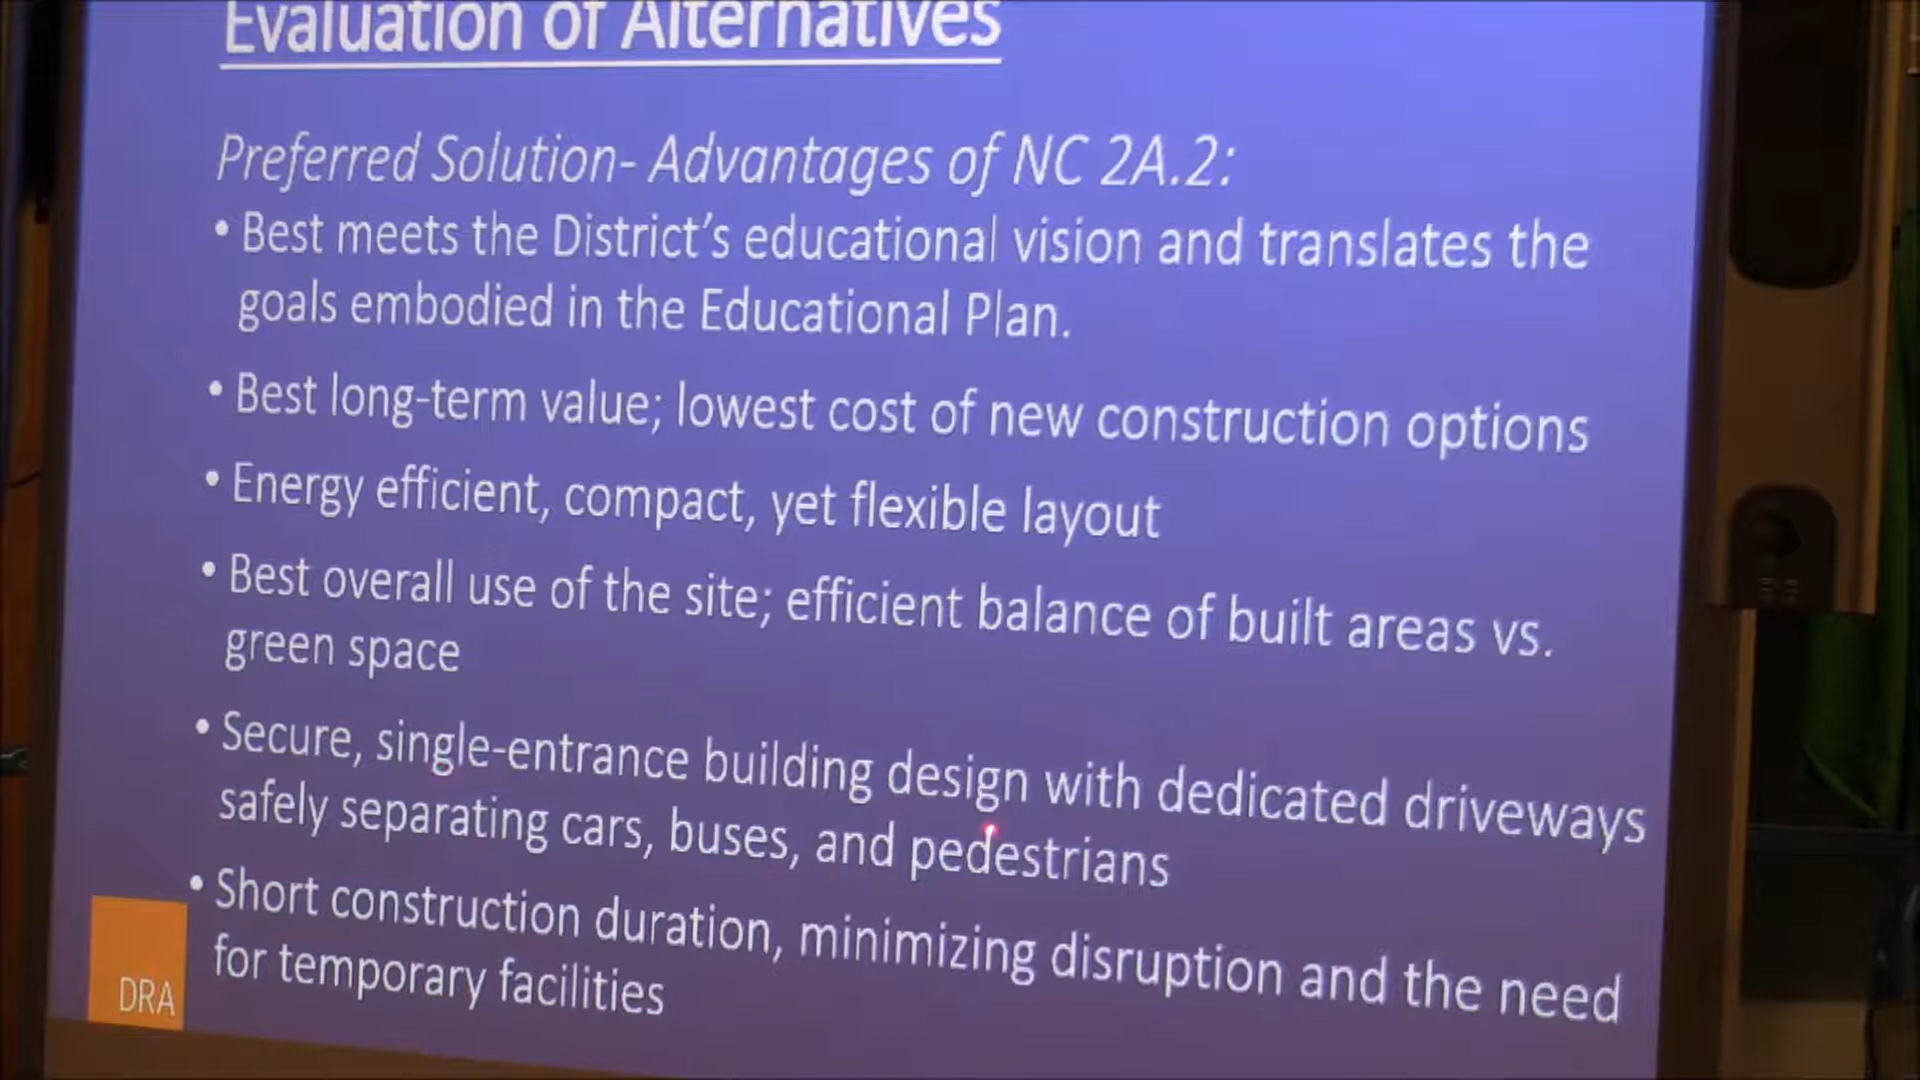 Evaluation of Alternatives
Preferred Solution- Advantages of NC 2A.2:
• Best meets the District's educational vision and translates the
goals embodied in the Educational Plan.
• Best long-term value; lowest cost of new construction options
• Energy efficient, compact, yet flexible layout
• Best overall use of the site; efficient balance of built areas vs.
green space
• Secure, single-entrance building design with dedicated driveways
safely separating cars, buses, and pedestrians
• Short construction duration, minimizing disruption and the need
for temporary facilities
DRA